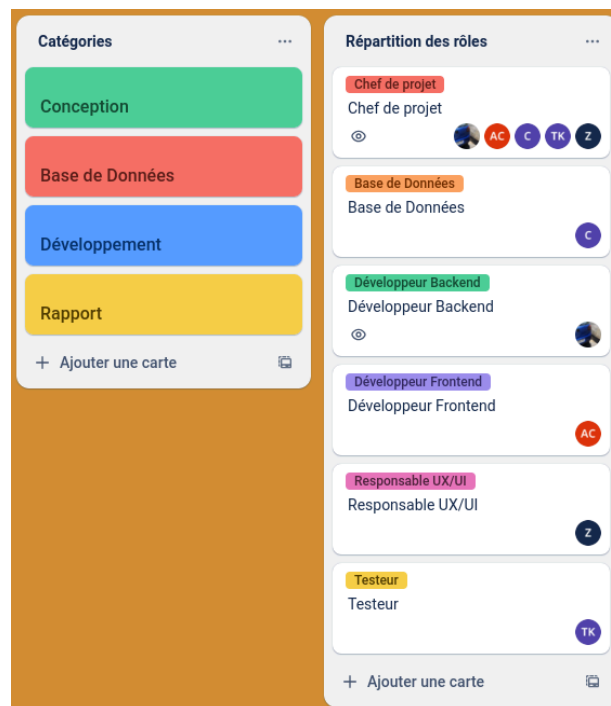 Catégories
Conception
Base de Données
Développement
Rapport
Ajouter une carte
Répartition des rôles
Chef de projet
Chef de projet
AC C TK Z
Base de Données
Base de Données
C
Développeur Backend
Développeur Backend
Développeur Frontend
Développeur Frontend
AC
Responsable UX/UI
Responsable UX/UI
Z
Testeur
Testeur
TK
Ajouter une carte